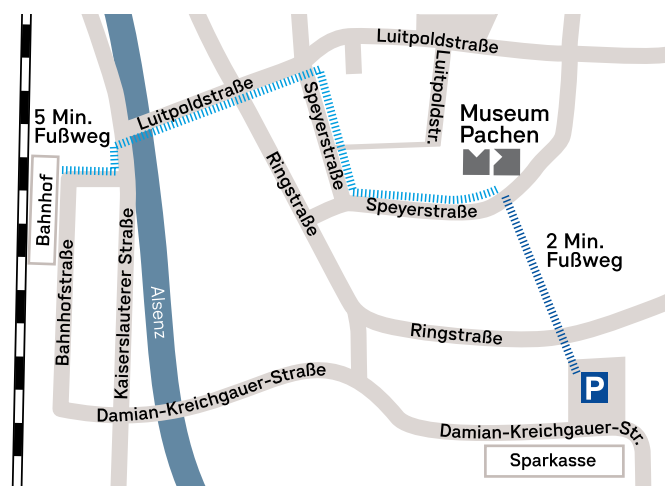 Luitpoldstraße
Luitpoldstraße
Luitpoldstr.
5 Min.
Fußweg
Speyerstraße
Museum
Pachen
Bahnhof
Ringstraße
Speyerstraße
2 Min.
Fußweg
Bahnhofstraße
Kaiserslauterer Straße
Alsenz
Ringstraße
Damian-Kreichgauer-Straße
P
Damian-Kreichgauer-Str.
Sparkasse